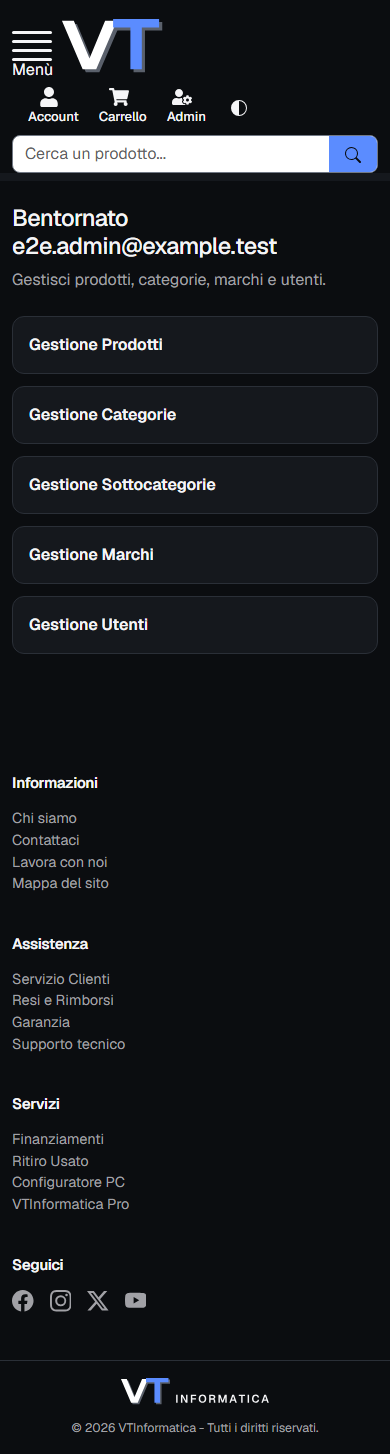 VT
Menù
Account Carrello Admin
Cerca un prodotto...
Bentornato
e2e.admin@example.test
Gestisci prodotti, categorie, marchi e utenti.
Gestione Prodotti
Gestione Categorie
Gestione Sottocategorie
Gestione Marchi
Gestione Utenti
Informazioni
Chi siamo
Contattaci
Lavora con noi
Mappa del sito
Assistenza
Servizio Clienti
Resi e Rimborsi
Garanzia
Supporto tecnico
Servizi
Finanziamenti
Ritiro Usato
Configuratore PC
VTInformatica Pro
Seguici
VT INFORMATICA
© 2026 VTInformatica - Tutti i diritti riservati.